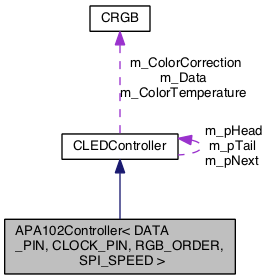 CRGB
m_ColorCorrection
m_Data
m_ColorTemperature
m_pHead
CLEDController
m_pTail
m_pNext
APA102Controller< DATA
_PIN, CLOCK_PIN, RGB_ORDER,
SPI_SPEED >